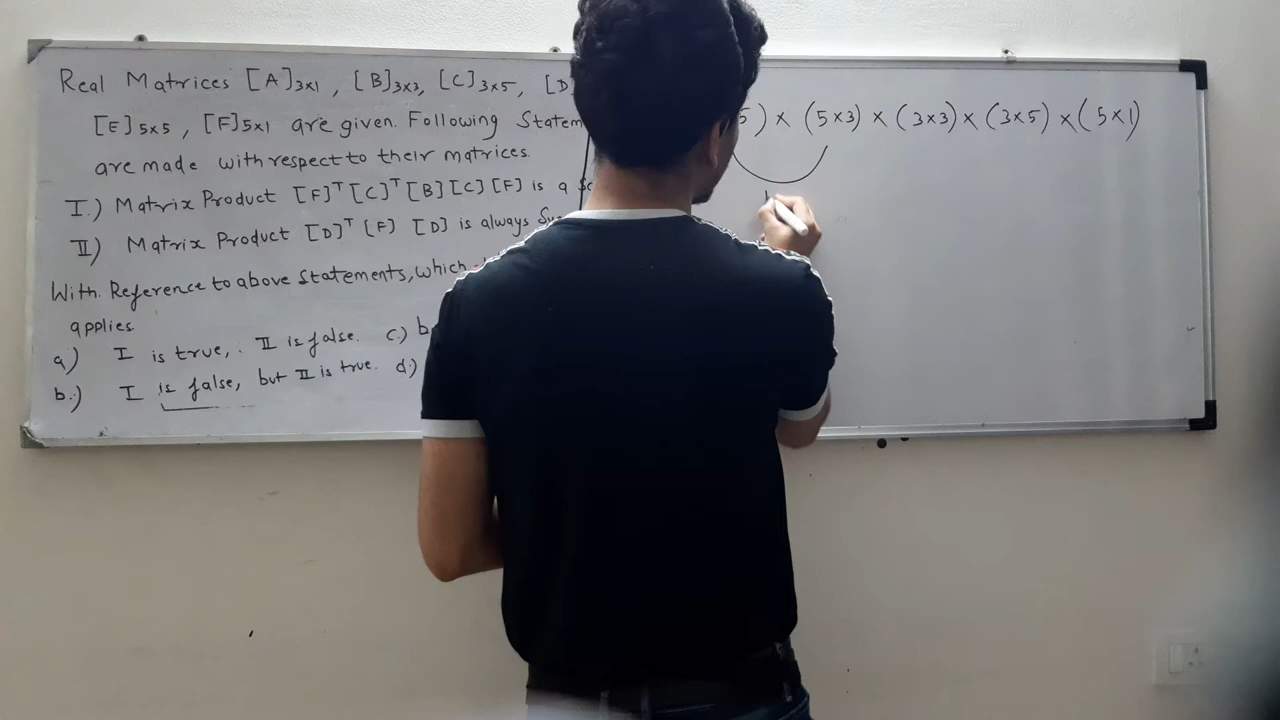 Real Matrices [A]3x1, [B]3x3, [C]3x5, [D
[E]5x5, [F]5x1 are given. Following Statem
are made with respect to their matrices.
I.) Matrix Product [F]ᵀ[C]ᵀ[B][C][F] is a Sc
II) Matrix Product [D]ᵀ [F] [D] is always
With. Reference to above Statements, which
applies.
a) I is true, II is false. c)
b.) I is false, but II is true. d.)
5) x (5x3) x (3x3) x (3x5) x (5x1)